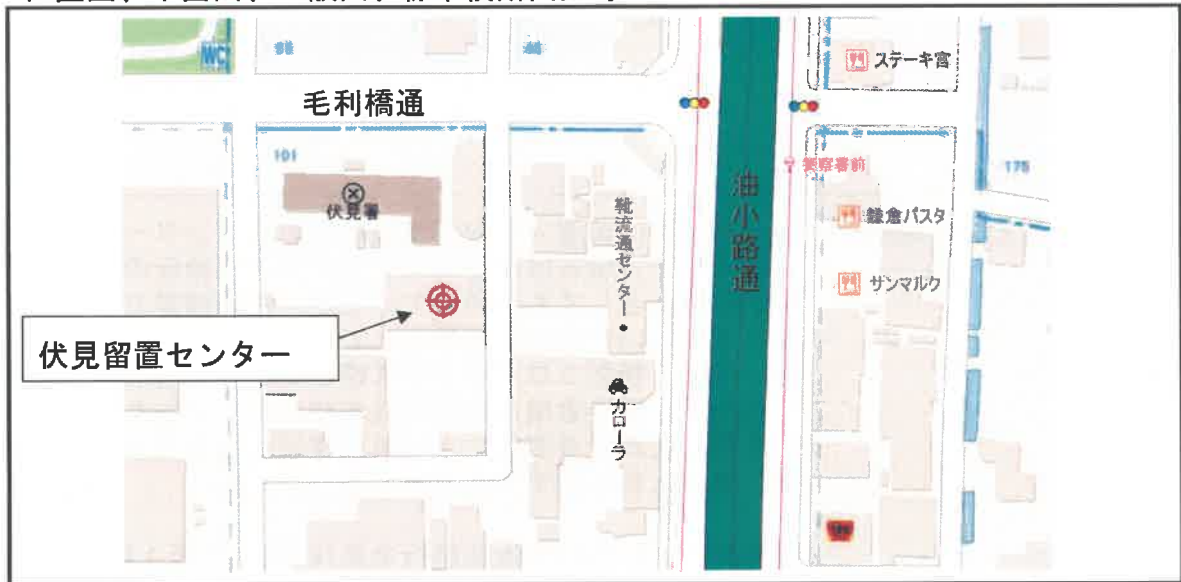 WC
ステーキ宮
毛利橋通
101
警察署前
175
伏見署
靴流通センター
油小路通
鎌倉パスタ
サンマルク
伏見留置センター
カローラ